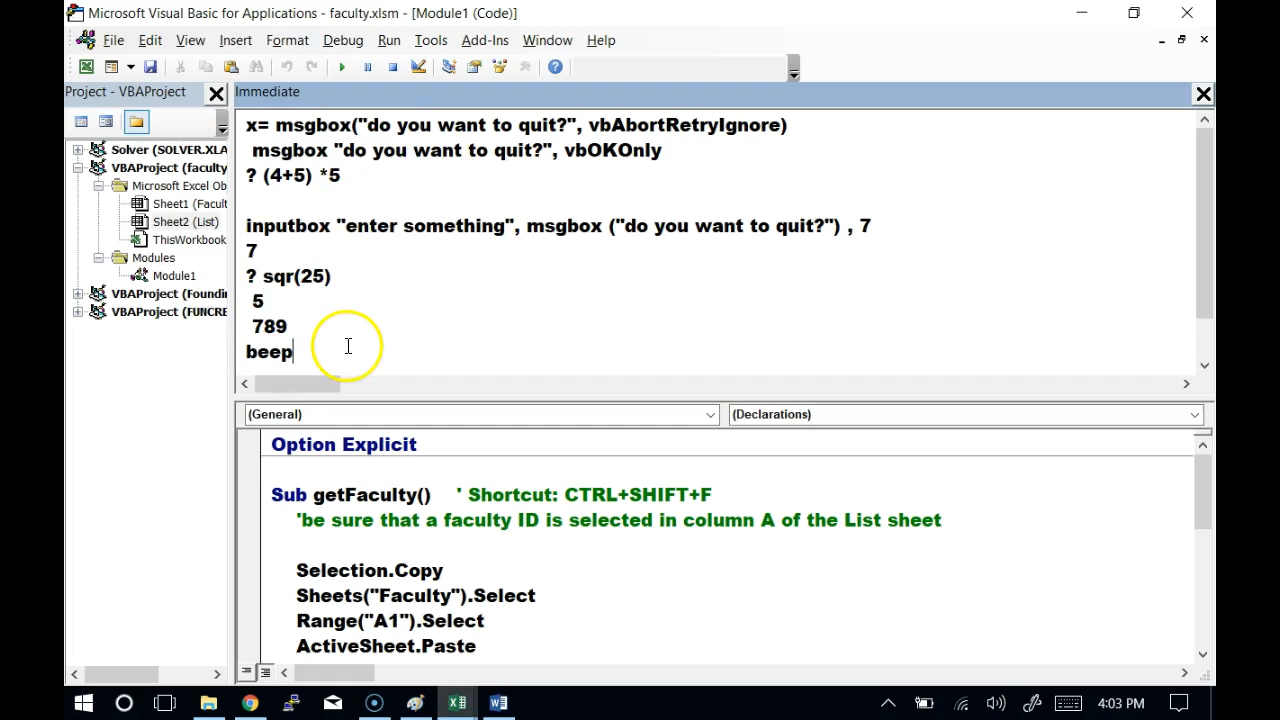 Microsoft Visual Basic for Applications - faculty.xlsm - [Module1 (Code)]
File Edit View Insert Format Debug Run Tools Add-Ins Window Help
Project - VBAProject
Immediate
Solver (SOLVER.XLA
VBAProject (faculty
Microsoft Excel Ob
Sheet1 (Facult
Sheet2 (List)
ThisWorkbook
Modules
Module1
VBAProject (Foundi
VBAProject (FUNCRE
x= msgbox("do you want to quit?", vbAbortRetryIgnore)
msgbox "do you want to quit?", vbOKOnly
? (4+5) *5
inputbox "enter something", msgbox ("do you want to quit?") , 7
7
? sqr(25)
5
789
beep
(General) (Declarations)
Option Explicit
Sub getFaculty() ' Shortcut: CTRL+SHIFT+F
'be sure that a faculty ID is selected in column A of the List sheet
Selection.Copy
Sheets("Faculty").Select
Range("A1").Select
ActiveSheet.Paste
4:03 PM